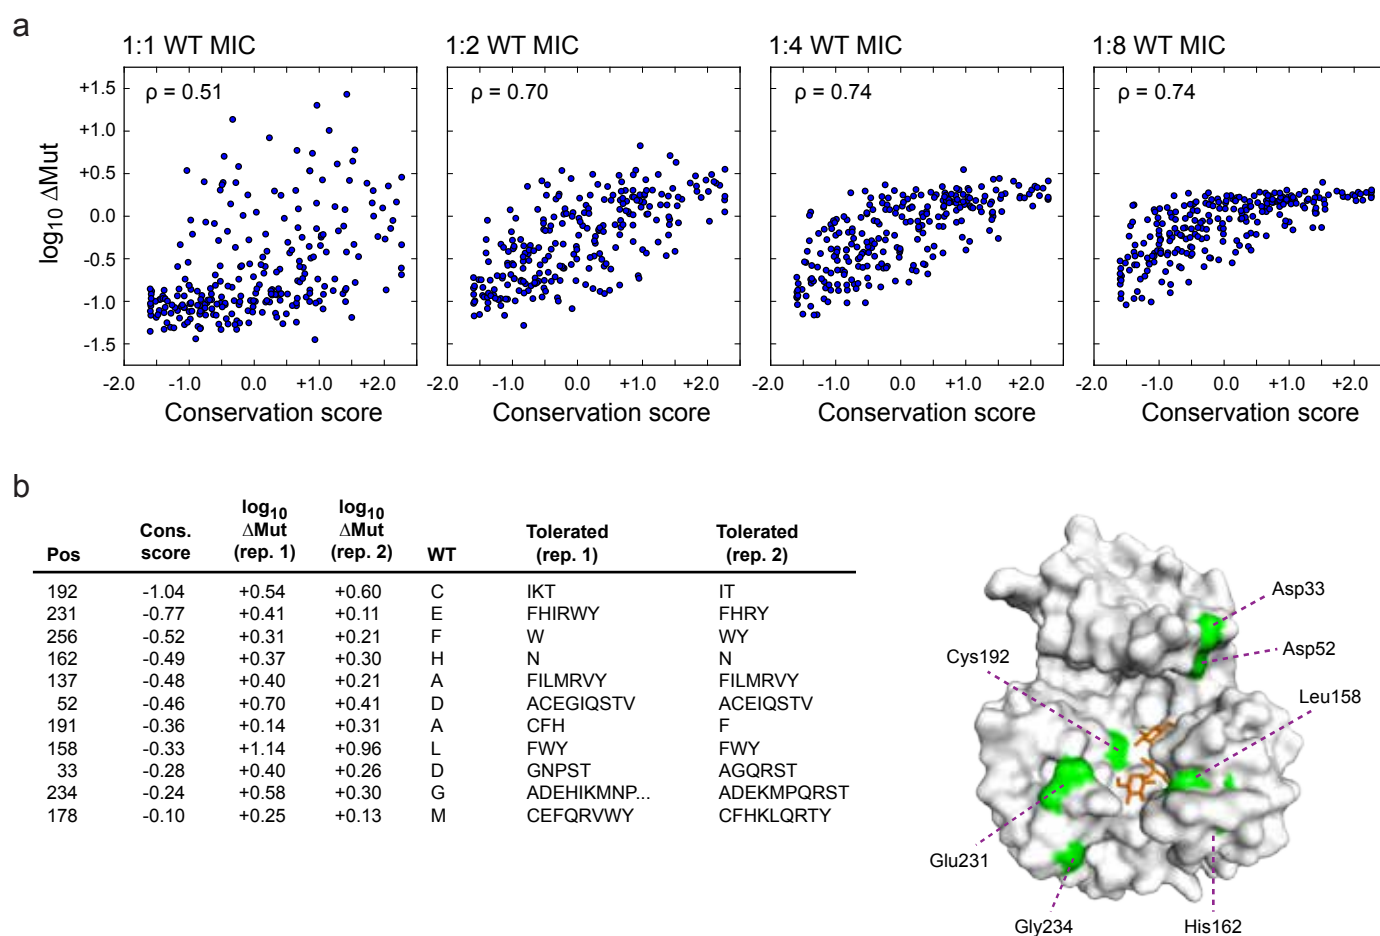 a
1:1 WT MIC
1:2 WT MIC
1:4 WT MIC
1:8 WT MIC
ρ = 0.51
ρ = 0.70
ρ = 0.74
ρ = 0.74
log10 ΔMut
+1.5
+1.0
+0.5
0.0
-0.5
-1.0
-1.5
-2.0 -1.0 0.0 +1.0 +2.0
-2.0 -1.0 0.0 +1.0 +2.0
-2.0 -1.0 0.0 +1.0 +2.0
-2.0 -1.0 0.0 +1.0 +2.0
Conservation score
Conservation score
Conservation score
Conservation score
b
Pos Cons. score log10 ΔMut (rep. 1) log10 ΔMut (rep. 2) WT Tolerated (rep. 1) Tolerated (rep. 2)
192 -1.04 +0.54 +0.60 C IKT IT
231 -0.77 +0.41 +0.11 E FHIRWY FHRY
256 -0.52 +0.31 +0.21 F W WY
162 -0.49 +0.37 +0.30 H N N
137 -0.48 +0.40 +0.21 A FILMRVY FILMRVY
52 -0.46 +0.70 +0.41 D ACEGIQSTV ACEIQSTV
191 -0.36 +0.14 +0.31 A CFH F
158 -0.33 +1.14 +0.96 L FWY FWY
33 -0.28 +0.40 +0.26 D GNPST AGQRST
234 -0.24 +0.58 +0.30 G ADEHIKMNP... ADEKMPQRST
178 -0.10 +0.25 +0.13 M CEFQRVWY CFHKLQRTY
Asp33
Asp52
Cys192
Leu158
Glu231
Gly234
His162